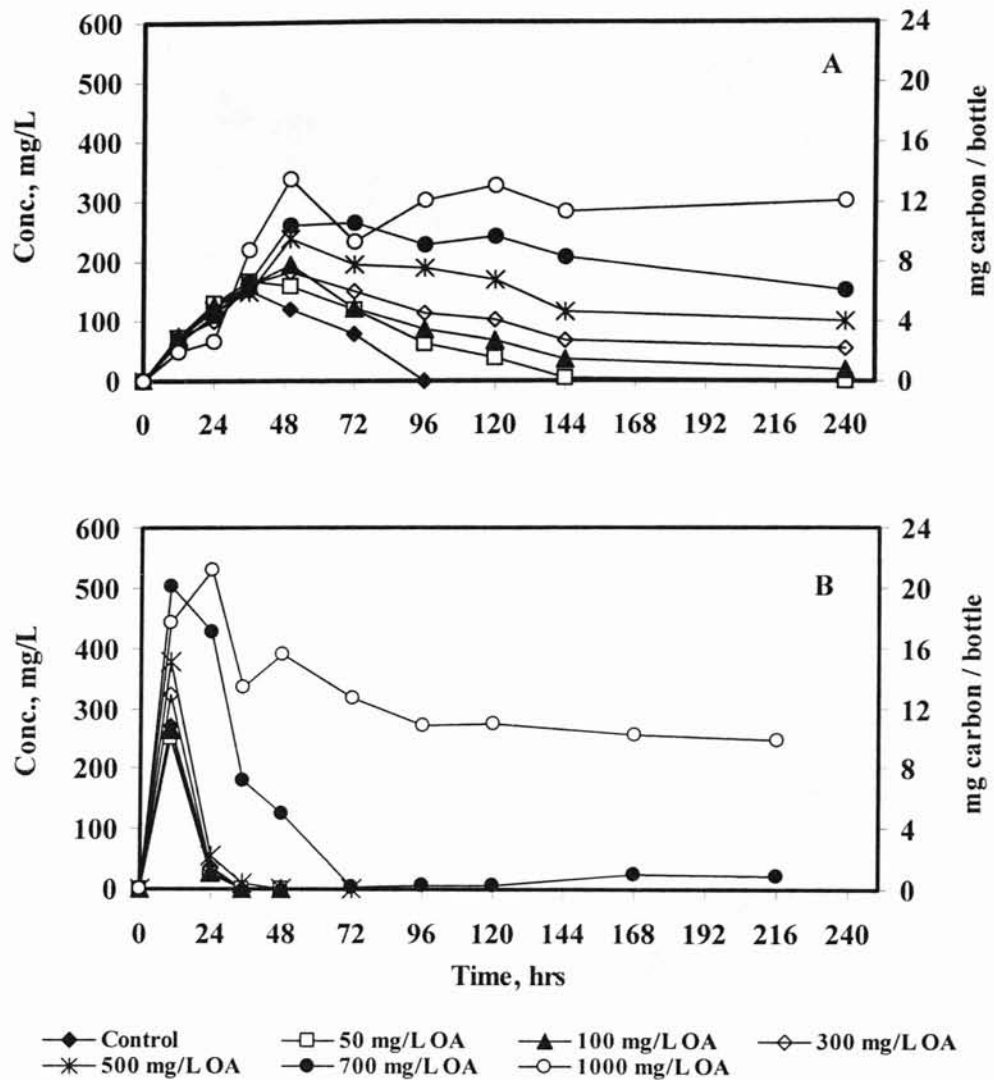 600
500
400
300
200
100
0
Conc., mg/L
A
24
20
16
12
8
4
0
mg carbon / bottle
0 24 48 72 96 120 144 168 192 216 240
600
500
400
300
200
100
0
Conc., mg/L
B
24
20
16
12
8
4
0
mg carbon / bottle
0 24 48 72 96 120 144 168 192 216 240
Time, hrs
Control 50 mg/L OA 100 mg/L OA 300 mg/L OA
500 mg/L OA 700 mg/L OA 1000 mg/L OA